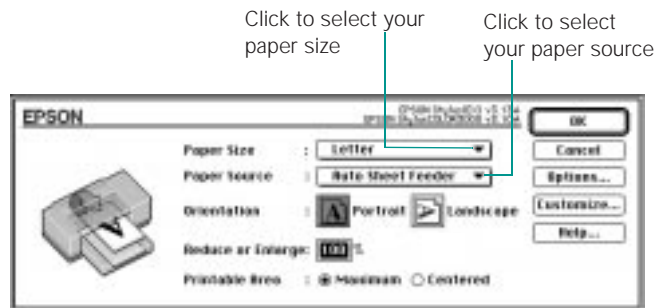 Click to select your
paper size
Click to select
your paper source
EPSON
OK
Paper Size : Letter
Cancel
Paper Source : Auto Sheet Feeder
Options...
Orientation : Portrait Landscape
Customize...
Reduce or Enlarge: 100 %
Help...
Printable Area : Maximum Centered